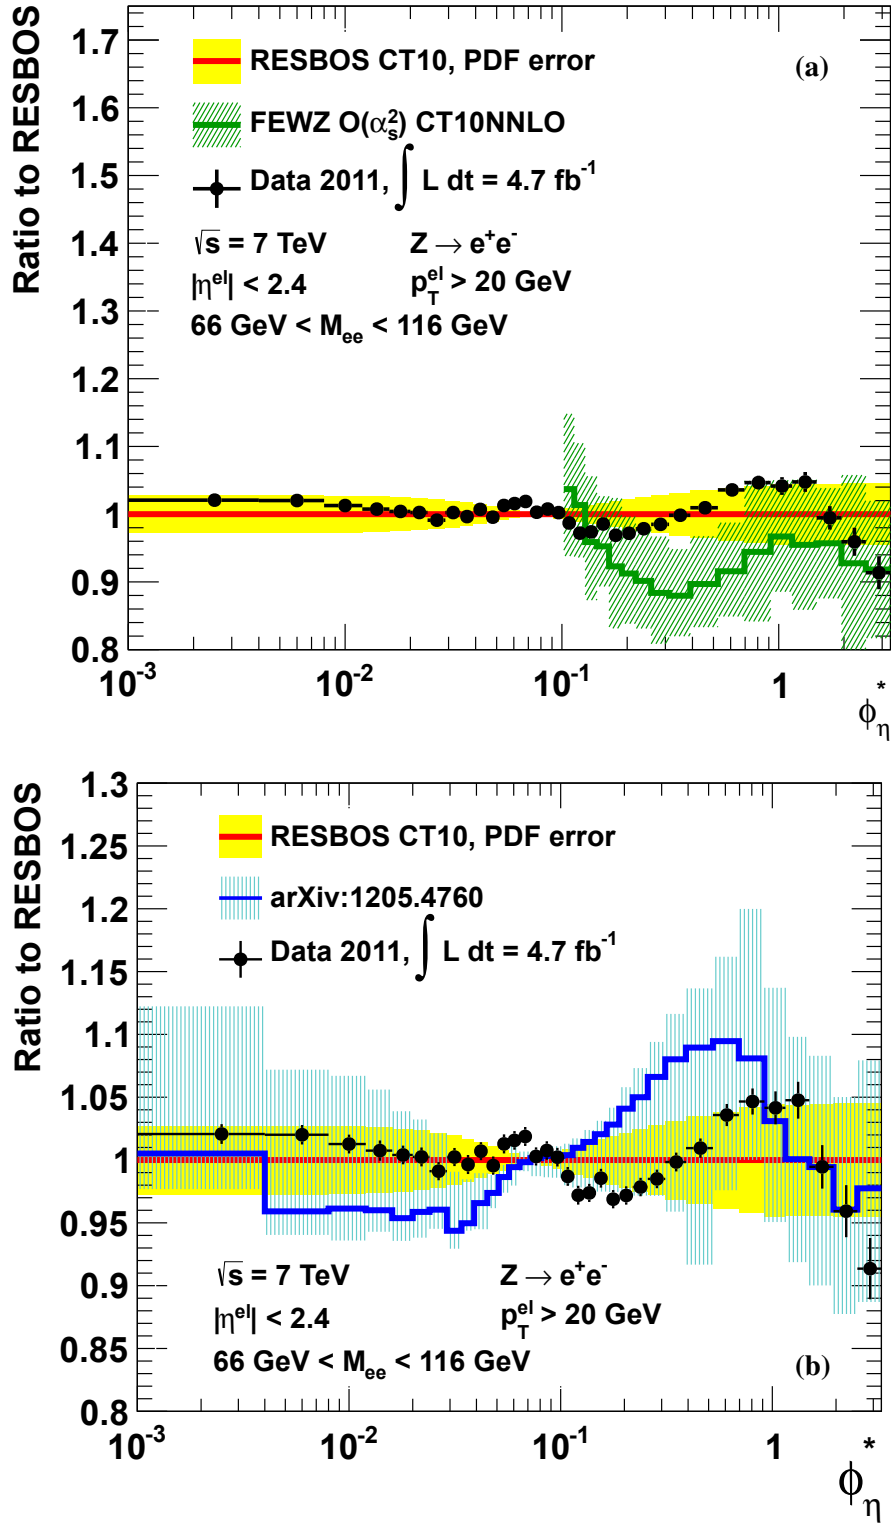 Ratio to RESBOS
1.7
1.6
1.5
1.4
1.3
1.2
1.1
1
0.9
0.8
RESBOS CT10, PDF error
(a)
FEWZ O(α_s^2) CT10NNLO
Data 2011, ∫ L dt = 4.7 fb^-1
√s = 7 TeV Z → e^+e^-
|η^el| < 2.4 p_T^el > 20 GeV
66 GeV < M_ee < 116 GeV
10^-3 10^-2 10^-1 1
ϕ_η^*
Ratio to RESBOS
1.3
1.25
1.2
1.15
1.1
1.05
1
0.95
0.9
0.85
0.8
RESBOS CT10, PDF error
arXiv:1205.4760
Data 2011, ∫ L dt = 4.7 fb^-1
√s = 7 TeV Z → e^+e^-
|η^el| < 2.4 p_T^el > 20 GeV
66 GeV < M_ee < 116 GeV
(b)
10^-3 10^-2 10^-1 1
ϕ_η^*